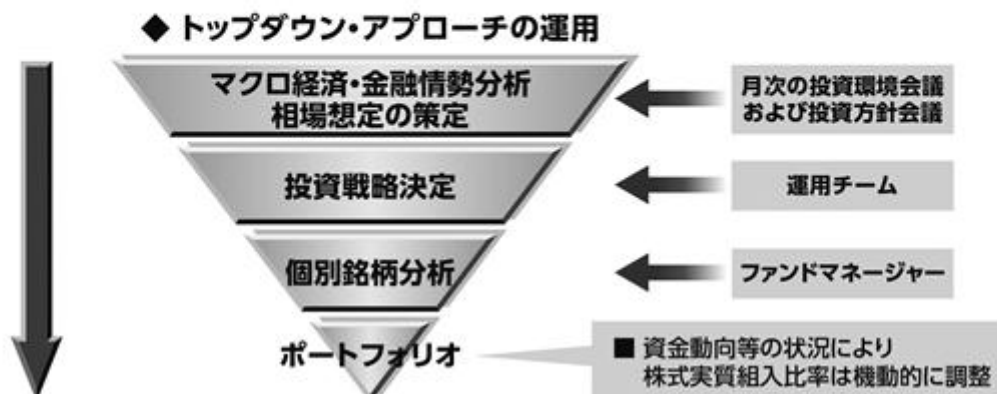 ◆ トップダウン・アプローチの運用
マクロ経済・金融情勢分析
相場想定の策定
月次の投資環境会議
および投資方針会議
投資戦略決定
運用チーム
個別銘柄分析
ファンドマネージャー
ポートフォリオ
■ 資金動向等の状況により
株式実質組入比率は機動的に調整